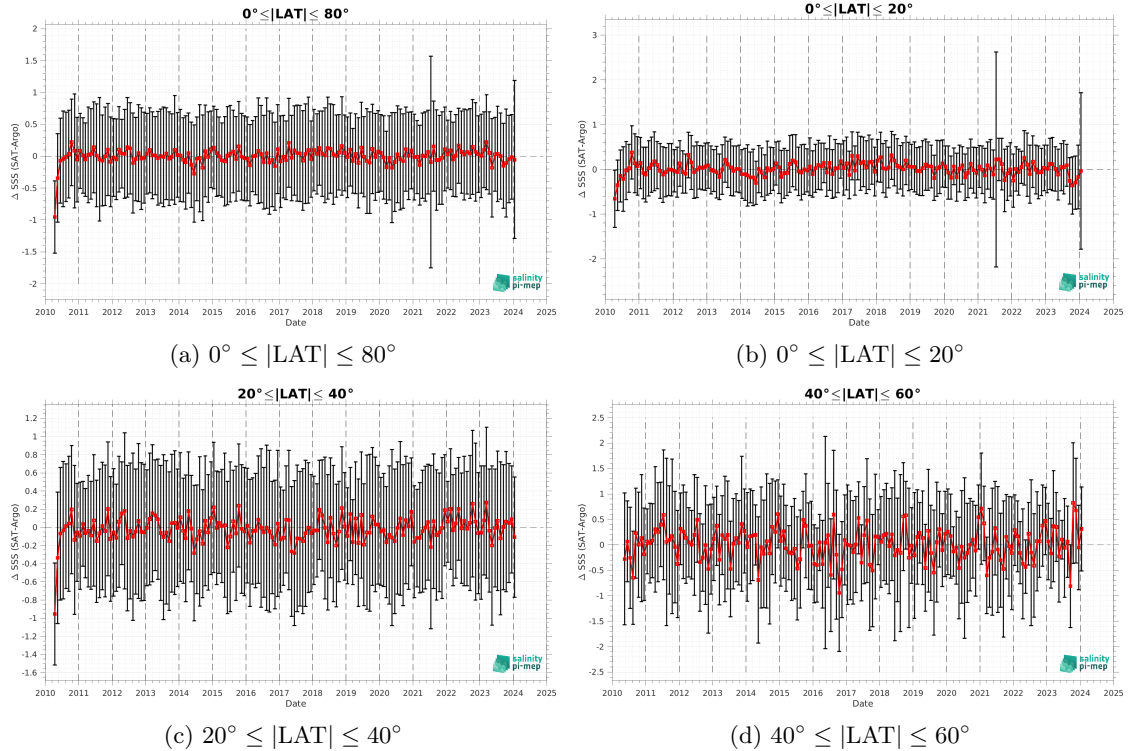 0°≤|LAT|≤ 80°
2
1.5
1
0.5
0
-0.5
-1
-1.5
-2
Δ SSS (SAT-Argo)
2010 2011 2012 2013 2014 2015 2016 2017 2018 2019 2020 2021 2022 2023 2024 2025
Date
salinity
pi-mep
(a) 0° ≤ |LAT| ≤ 80°
0°≤|LAT|≤ 20°
3
2
1
0
-1
-2
Δ SSS (SAT-Argo)
2010 2011 2012 2013 2014 2015 2016 2017 2018 2019 2020 2021 2022 2023 2024 2025
Date
salinity
pi-mep
(b) 0° ≤ |LAT| ≤ 20°
20°≤|LAT|≤ 40°
1.2
1
0.8
0.6
0.4
0.2
0
-0.2
-0.4
-0.6
-0.8
-1
-1.2
-1.4
-1.6
Δ SSS (SAT-Argo)
2010 2011 2012 2013 2014 2015 2016 2017 2018 2019 2020 2021 2022 2023 2024 2025
Date
salinity
pi-mep
(c) 20° ≤ |LAT| ≤ 40°
40°≤|LAT|≤ 60°
2.5
2
1.5
1
0.5
0
-0.5
-1
-1.5
-2
-2.5
Δ SSS (SAT-Argo)
2010 2011 2012 2013 2014 2015 2016 2017 2018 2019 2020 2021 2022 2023 2024 2025
Date
salinity
pi-mep
(d) 40° ≤ |LAT| ≤ 60°